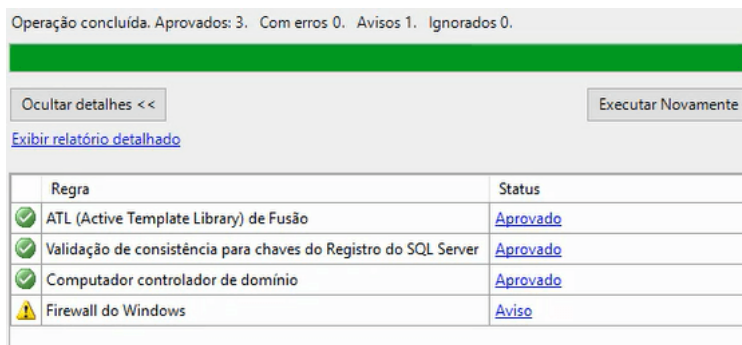 Operação concluída. Aprovados: 3. Com erros 0. Avisos 1. Ignorados 0.
Ocultar detalhes <<
Executar Novamente
Exibir relatório detalhado
Regra Status
ATL (Active Template Library) de Fusão Aprovado
Validação de consistência para chaves do Registro do SQL Server Aprovado
Computador controlador de domínio Aprovado
Firewall do Windows Aviso